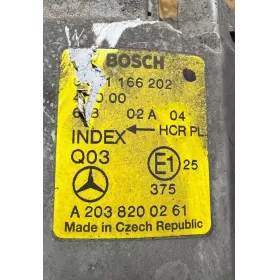 BOSCH
1 166 202
00
02 A 04
INDEX ← HCR PL
Q03
E1 25
375
A 203 820 02 61
Made in Czech Republic